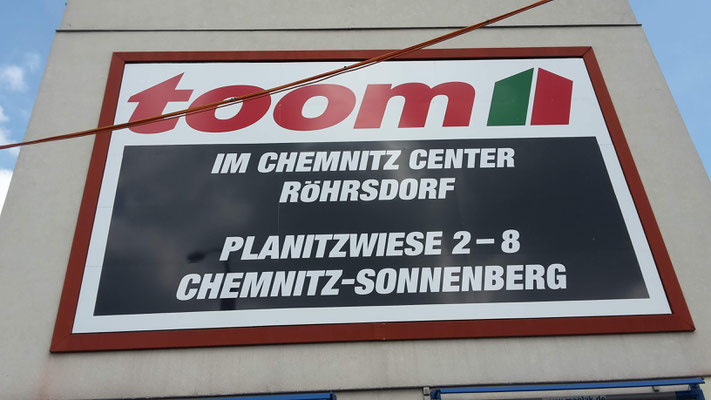 toom
IM CHEMNITZ CENTER
RÖHRSDORF
PLANITZWIESE 2–8
CHEMNITZ-SONNENBERG